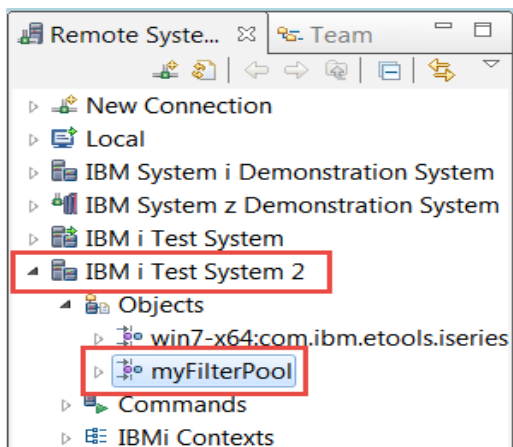 Remote Syste... Team
New Connection
Local
IBM System i Demonstration System
IBM System z Demonstration System
IBM i Test System
IBM i Test System 2
Objects
win7-x64:com.ibm.etools.iseries
myFilterPool
Commands
IBMi Contexts